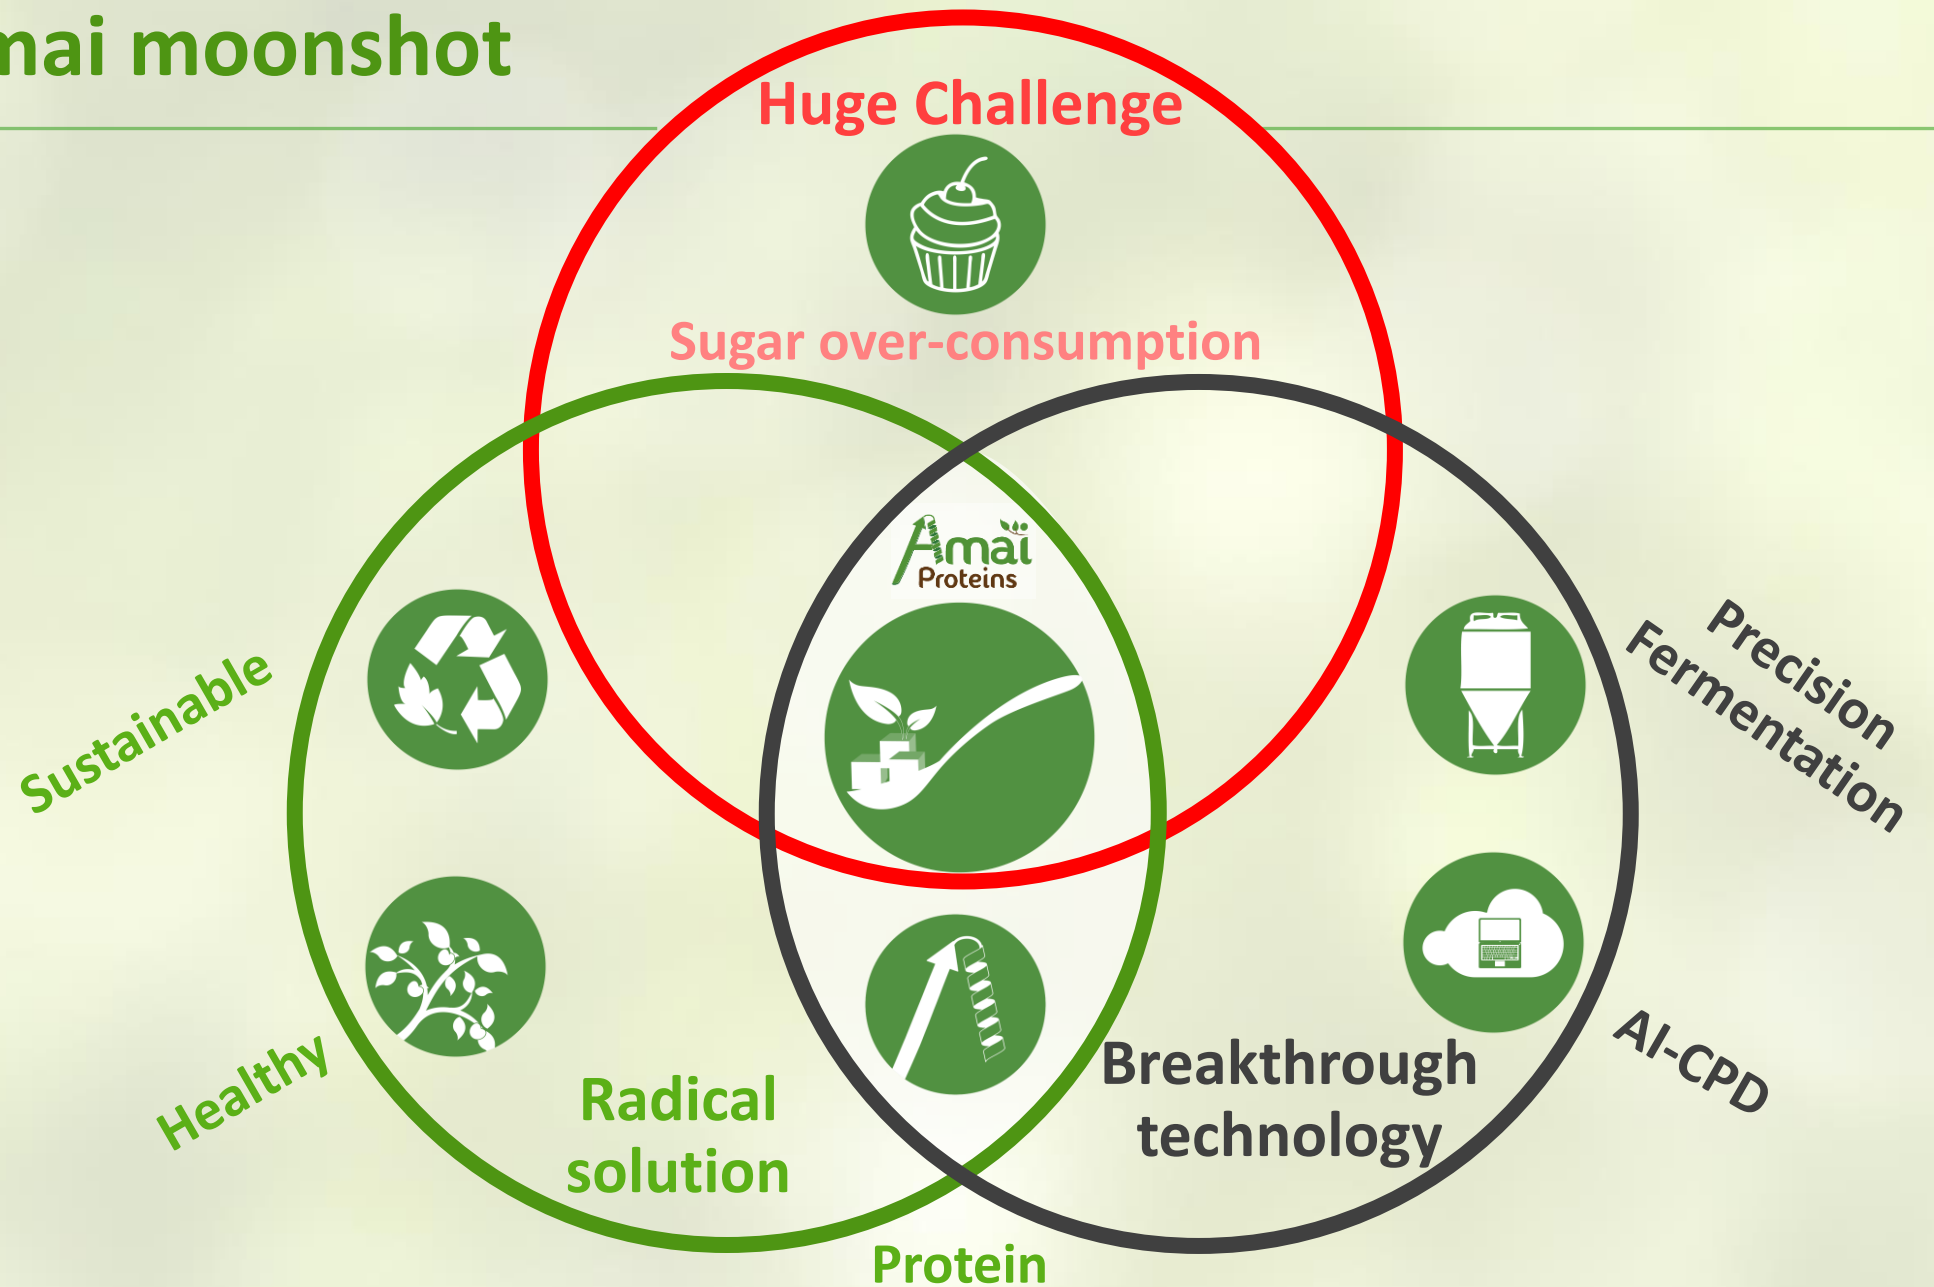 mai moonshot
Huge Challenge
Sugar over-consumption
Amai
Proteins
Sustainable
Healthy
Radical
solution
Precision
Fermentation
AI-CPD
Breakthrough
technology
Protein